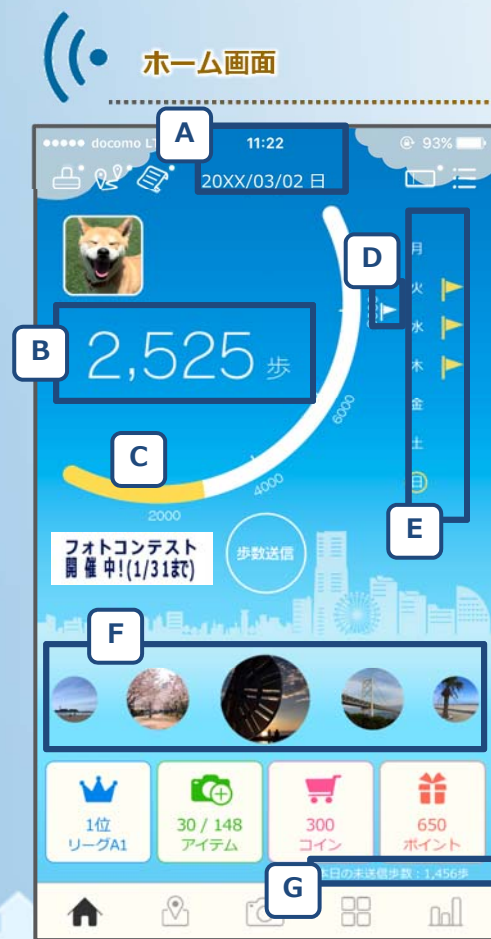 ホーム画面
A
docomo
11:22
93%
20XX/03/02 日
月
D
火
水
B
2,525 歩
木
6000
金
C
土
4000
日
2000
E
フォトコンテスト
開催中!(1/31まで)
歩数送信
F
1位
リーグA1
30 / 148
アイテム
300
コイン
650
ポイント
G
本日の未送信歩数:1,456歩